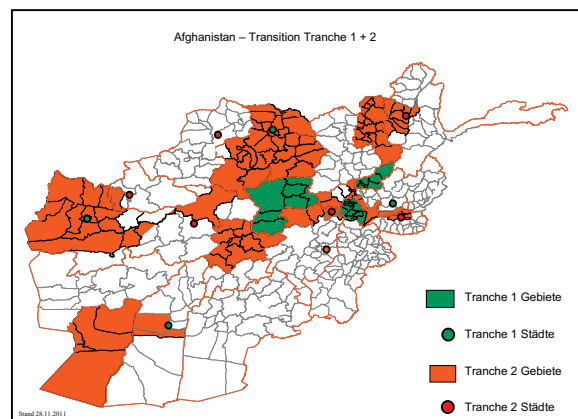 Afghanistan – Transition Tranche 1 + 2
Tranche 1 Gebiete
Tranche 1 Städte
Tranche 2 Gebiete
Tranche 2 Städte
Stand 28.11.2011